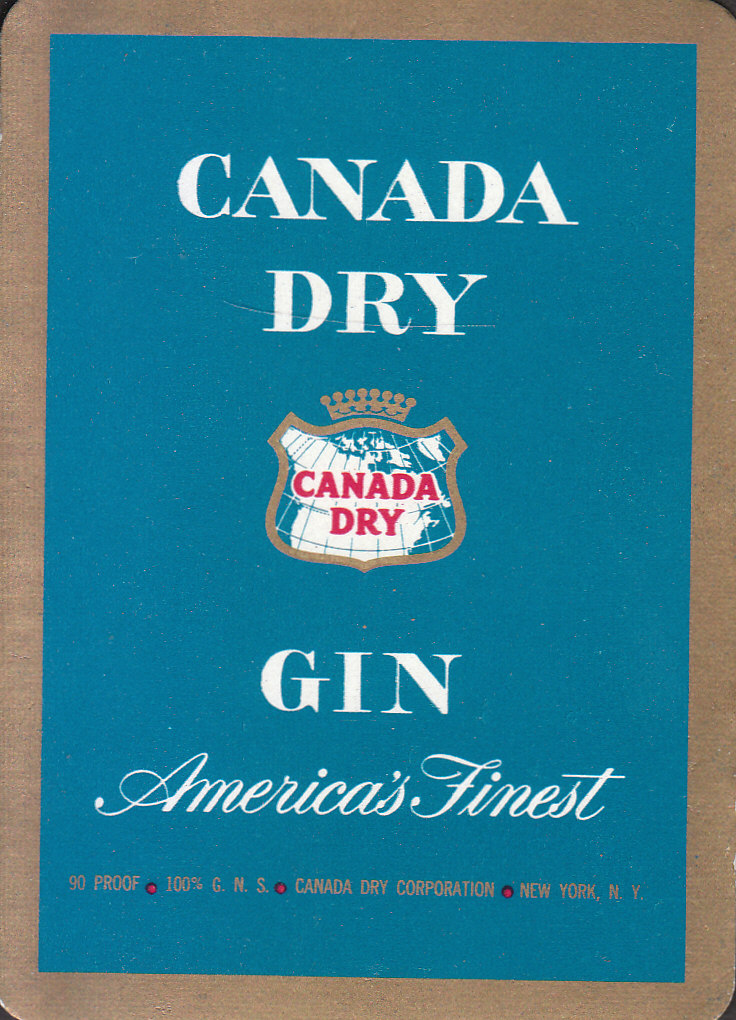 CANADA
DRY
CANADA
DRY
GIN
America's Finest
90 PROOF • 100% G. N. S. • CANADA DRY CORPORATION • NEW YORK, N. Y.